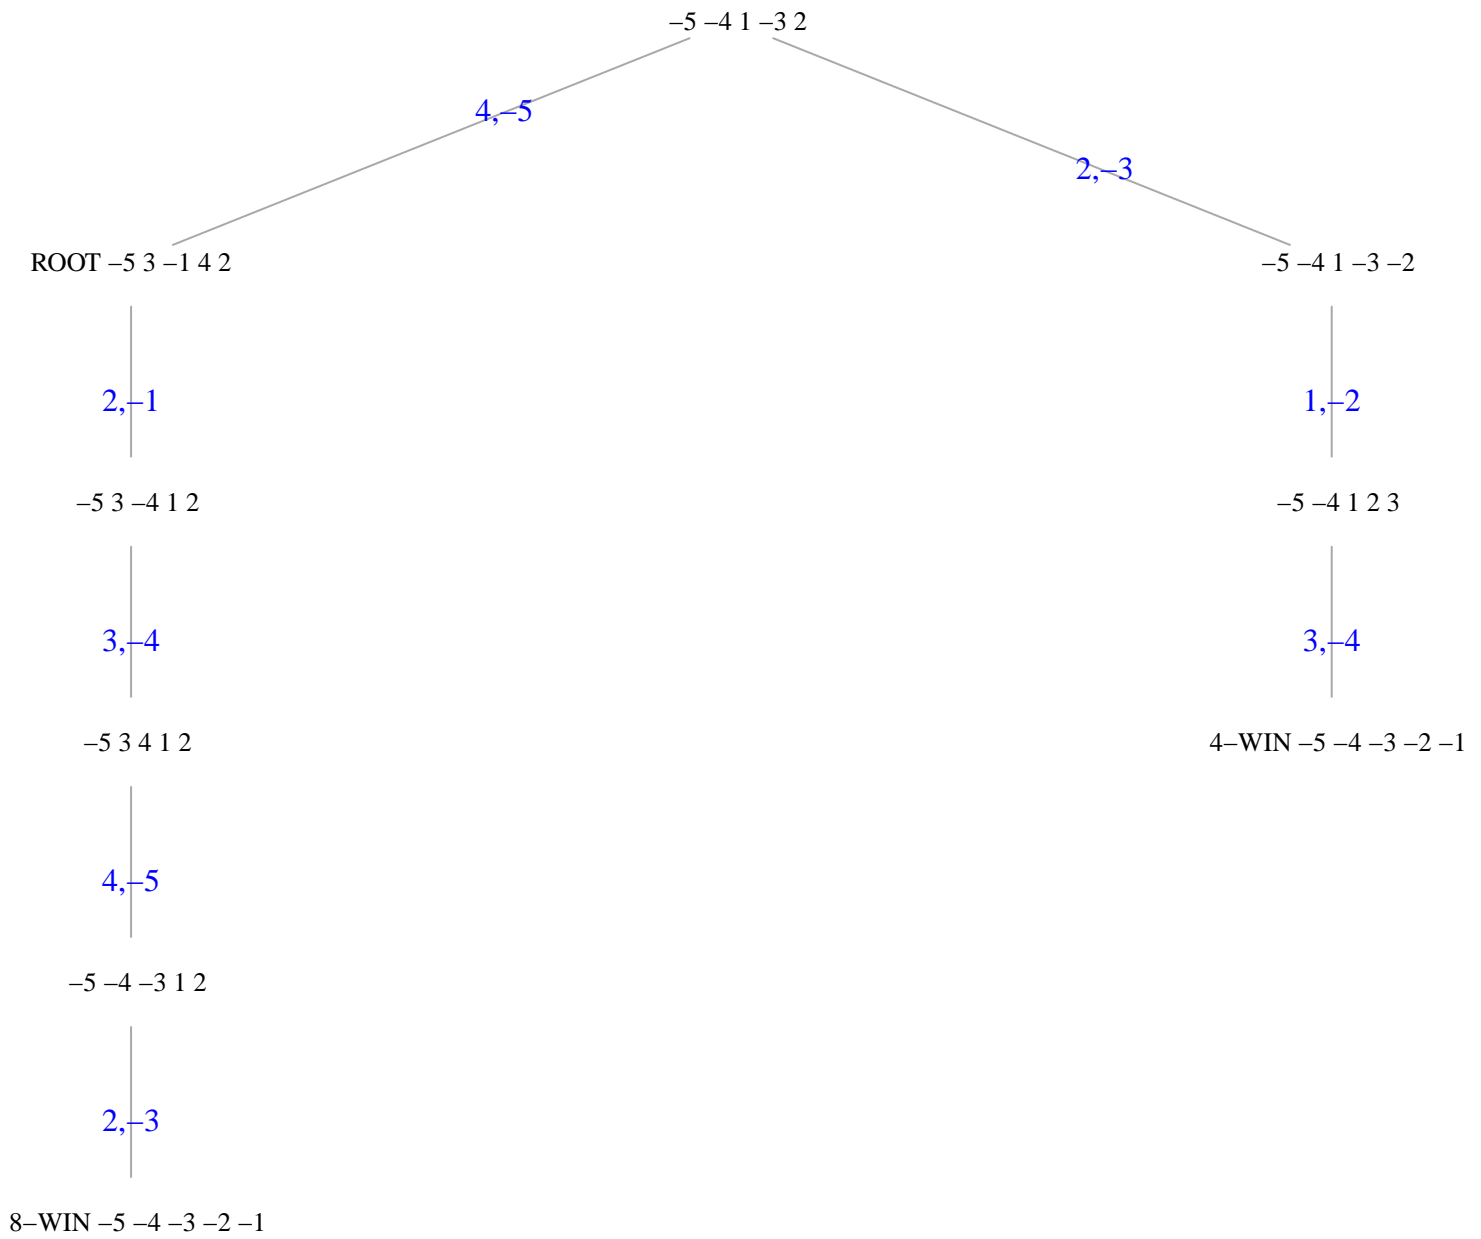 –5 –4 1 –3 2
4,–5
2,–3
ROOT –5 3 –1 4 2
–5 –4 1 –3 –2
2,–1
1,–2
–5 3 –4 1 2
–5 –4 1 2 3
3,–4
3,–4
–5 3 4 1 2
4–WIN –5 –4 –3 –2 –1
4,–5
–5 –4 –3 1 2
2,–3
8–WIN –5 –4 –3 –2 –1